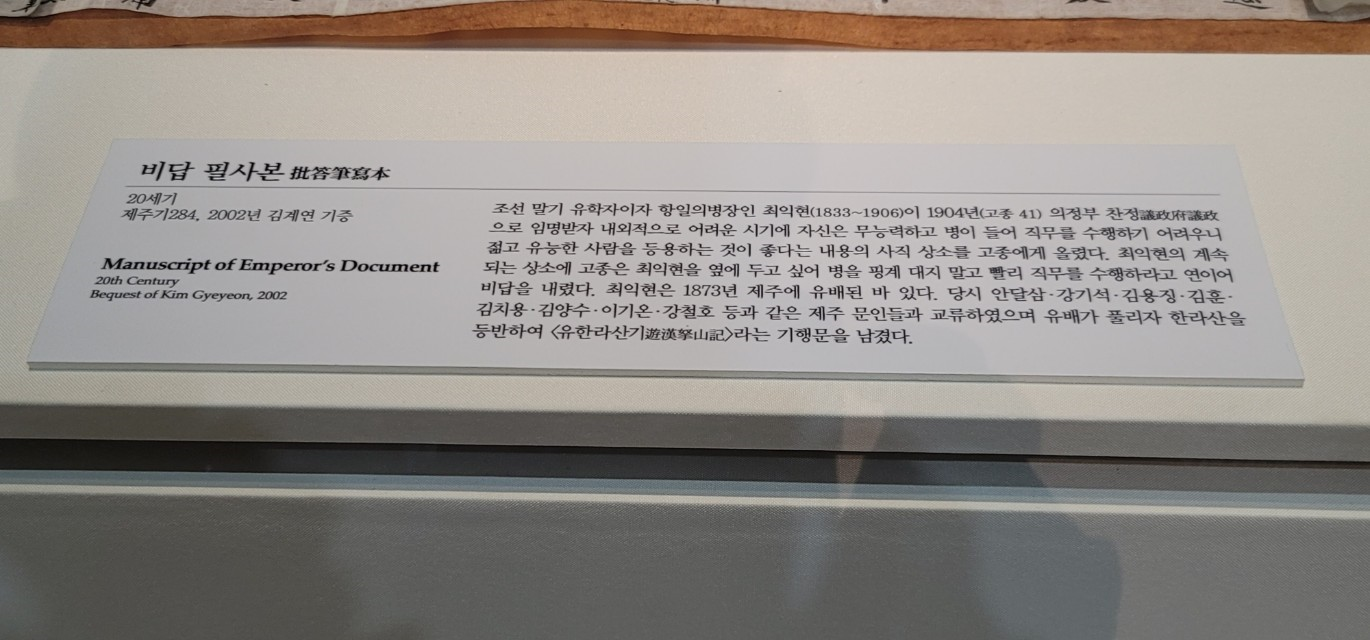 비답 필사본 批答筆寫本
20세기
제주기284, 2002년 김계연 기증
Manuscript of Emperor's Document
20th Century
Bequest of Kim Gyeyeon, 2002
조선 말기 유학자이자 항일의병장인 최익현(1833~1906)이 1904년(고종 41) 의정부 찬정議政府議政
으로 임명받자 내외적으로 어려운 시기에 자신은 무능력하고 병이 들어 직무를 수행하기 어려우니
젊고 유능한 사람을 등용하는 것이 좋다는 내용의 사직 상소를 고종에게 올렸다. 최익현의 계속
되는 상소에 고종은 최익현을 옆에 두고 싶어 병을 핑계 대지 말고 빨리 직무를 수행하라고 연이어
비답을 내렸다. 최익현은 1873년 제주에 유배된 바 있다. 당시 안달삼·강기석·김용징·김훈·
김치용·김양수·이기온·강철호 등과 같은 제주 문인들과 교류하였으며 유배가 풀리자 한라산을
등반하여 〈유한라산기遊漢拏山記〉라는 기행문을 남겼다.